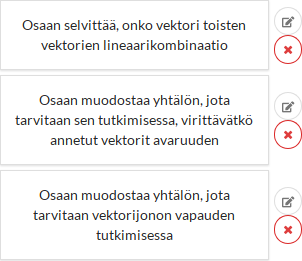 Osaan selvittää, onko vektori toisten
vektorien lineaarikombinaatio
Osaan muodostaa yhtälön, jota
tarvitaan sen tutkimisessa, virittävätkö
annetut vektorit avaruuden
Osaan muodostaa yhtälön, jota
tarvitaan vektorijonon vapauden
tutkimisessa